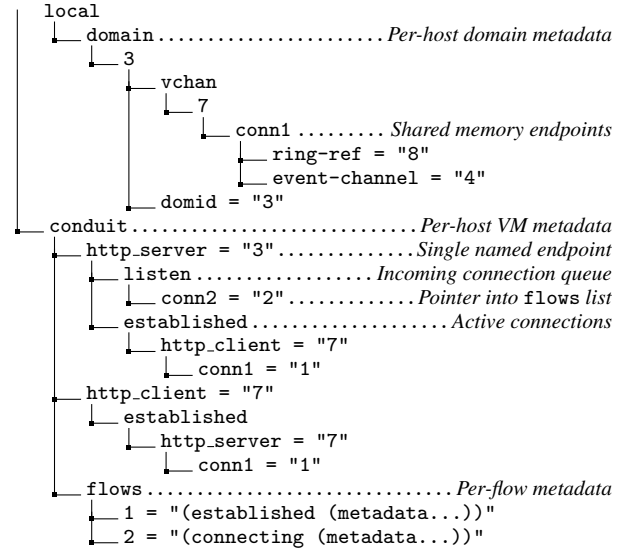 local
domain.......................Per-host domain metadata
3
vchan
7
conn1.........Shared memory endpoints
ring-ref = "8"
event-channel = "4"
domid = "3"
conduit.............................Per-host VM metadata
http_server = "3"..............Single named endpoint
listen..................Incoming connection queue
conn2 = "2".............Pointer into flows list
established....................Active connections
http_client = "7"
conn1 = "1"
http_client = "7"
established
http_server = "7"
conn1 = "1"
flows...............................Per-flow metadata
1 = "(established (metadata...))"
2 = "(connecting (metadata...))"